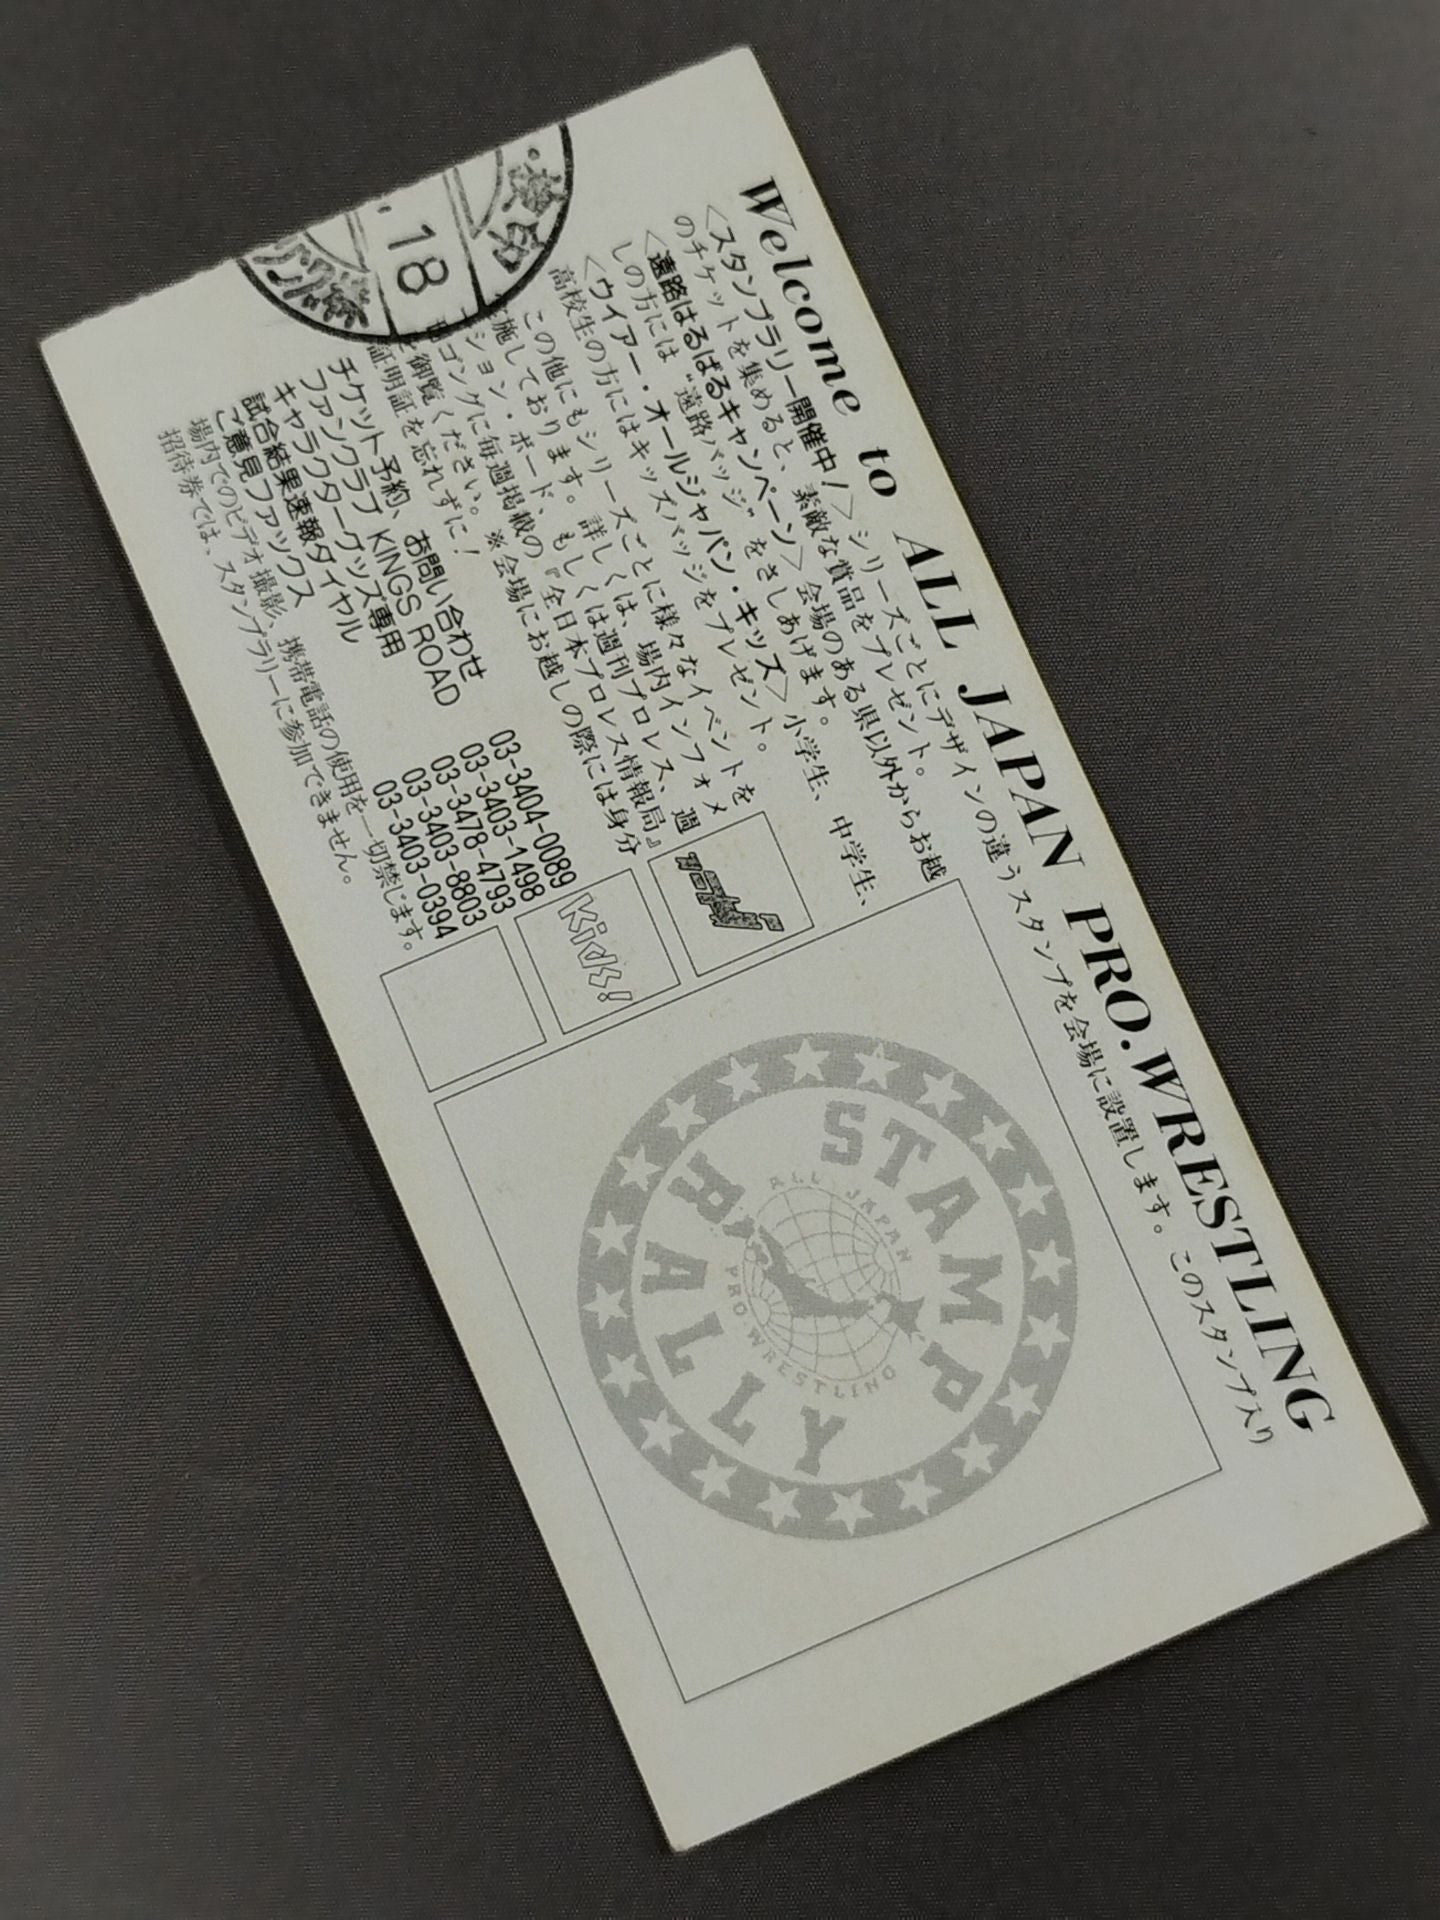 Welcome to ALL JAPAN PRO.WRESTLING
<スタンプラリー開催中!> シリーズごとにデザインの違うスタンプを会場に設置します。このスタンプ入り
のチケットを集めると、素敵な賞品をプレゼント。
<遠路はるばるキャンペーン> 会場のある県以外からお越
しの方には“遠路バッジ”をさしあげます。
<ウイアー・オールジャパン・キッズ> 小学生、中学生、
高校生の方にはキッズバッジをプレゼント。
この他にもシリーズごとに様々なイベントを
施しております。詳しくは、場内インフォメ
ション・ボード、もしくは週刊プロレス、週
ゴングに毎週掲載の『全日本プロレス情報局』
御覧ください。 ※会場にお越しの際には身分
証明証を忘れずに!
お問い合わせ
チケット予約、KINGS ROAD 03-3404-0089
ファンクラブ 03-3403-1498
キャラクターグッズ専用 03-3478-4793
試合結果速報ダイヤル 03-3403-8803
ご意見ファックス 03-3403-0394
場内でのビデオ撮影、携帯電話の使用を一切禁じます。
招待券では、スタンプラリーに参加できません。
Kids!
STAMP RALLY
ALL JAPAN
PRO.WRESTLING
18